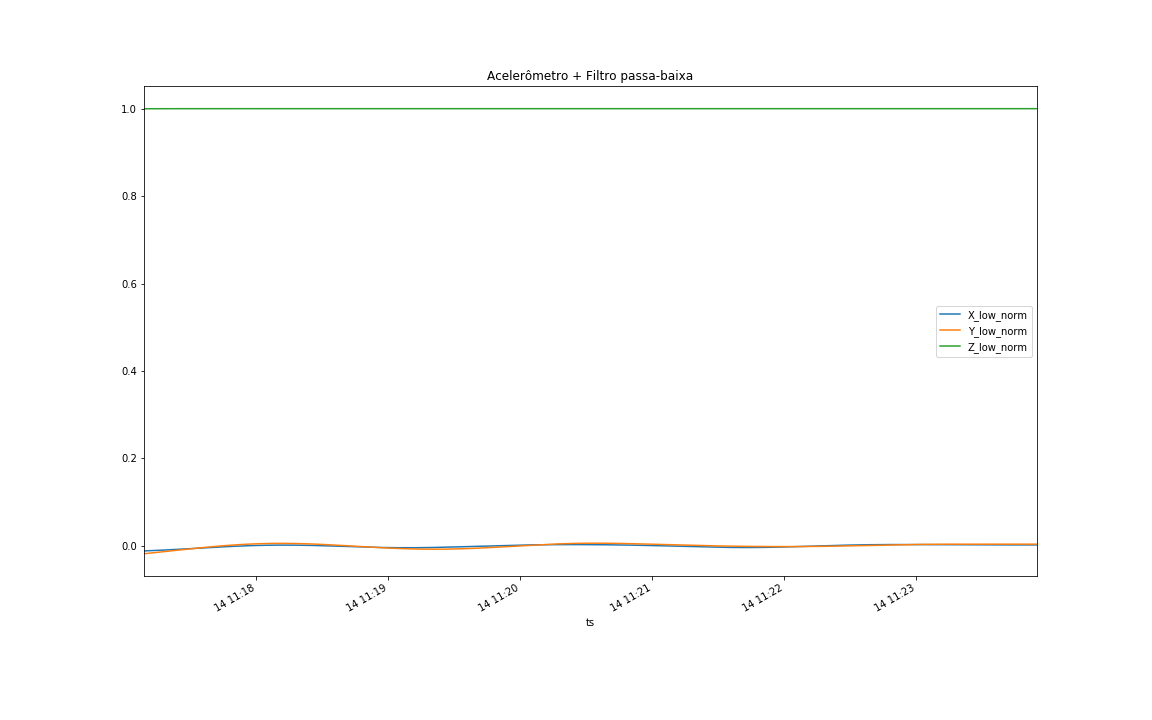 Acelerômetro + Filtro passa-baixa
1.0
0.8
0.6
0.4
0.2
0.0
X_low_norm
Y_low_norm
Z_low_norm
14 11:18
14 11:19
14 11:20
14 11:21
14 11:22
14 11:23
ts